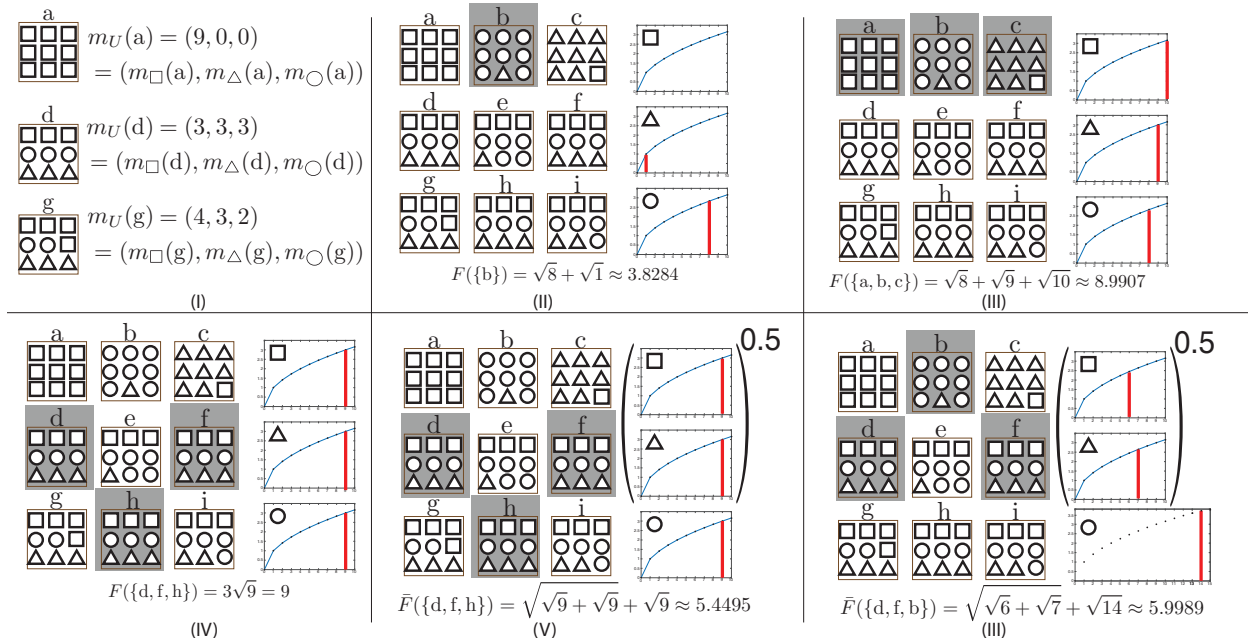 a
m_U(a) = (9, 0, 0)
= (m_□(a), m_△(a), m_○(a))
d
m_U(d) = (3, 3, 3)
= (m_□(d), m_△(d), m_○(d))
g
m_U(g) = (4, 3, 2)
= (m_□(g), m_△(g), m_○(g))
(I)
a b c
d e f
g h i
F({b}) = √8 + √1 ≈ 3.8284
(II)
a b c
d e f
g h i
F({a, b, c}) = √8 + √9 + √10 ≈ 8.9907
(III)
a b c
d e f
g h i
F({d, f, h}) = 3√9 = 9
(IV)
a b c
0.5
d e f
g h i
F̄({d, f, h}) = √(√9 + √9) + √9 ≈ 5.4495
(V)
a b c
0.5
d e f
g h i
F̄({d, f, b}) = √(√6 + √7) + √14 ≈ 5.9989
(III)